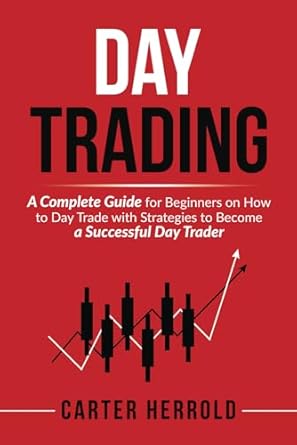 DAY
TRADING
A Complete Guide for Beginners on How
to Day Trade with Strategies to Become
a Successful Day Trader
CARTER HERROLD